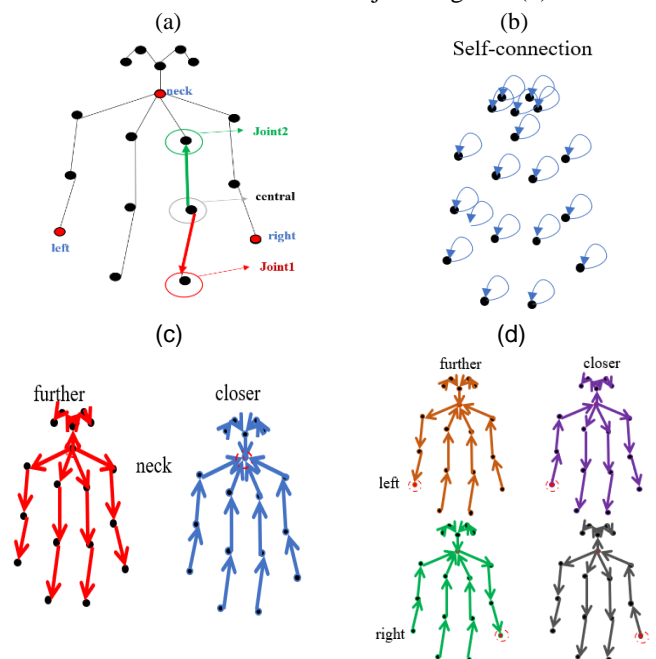 (a)
neck
Joint2
central
left
right
Joint1
(b)
Self-connection
(c)
further
closer
neck
(d)
further
closer
left
right